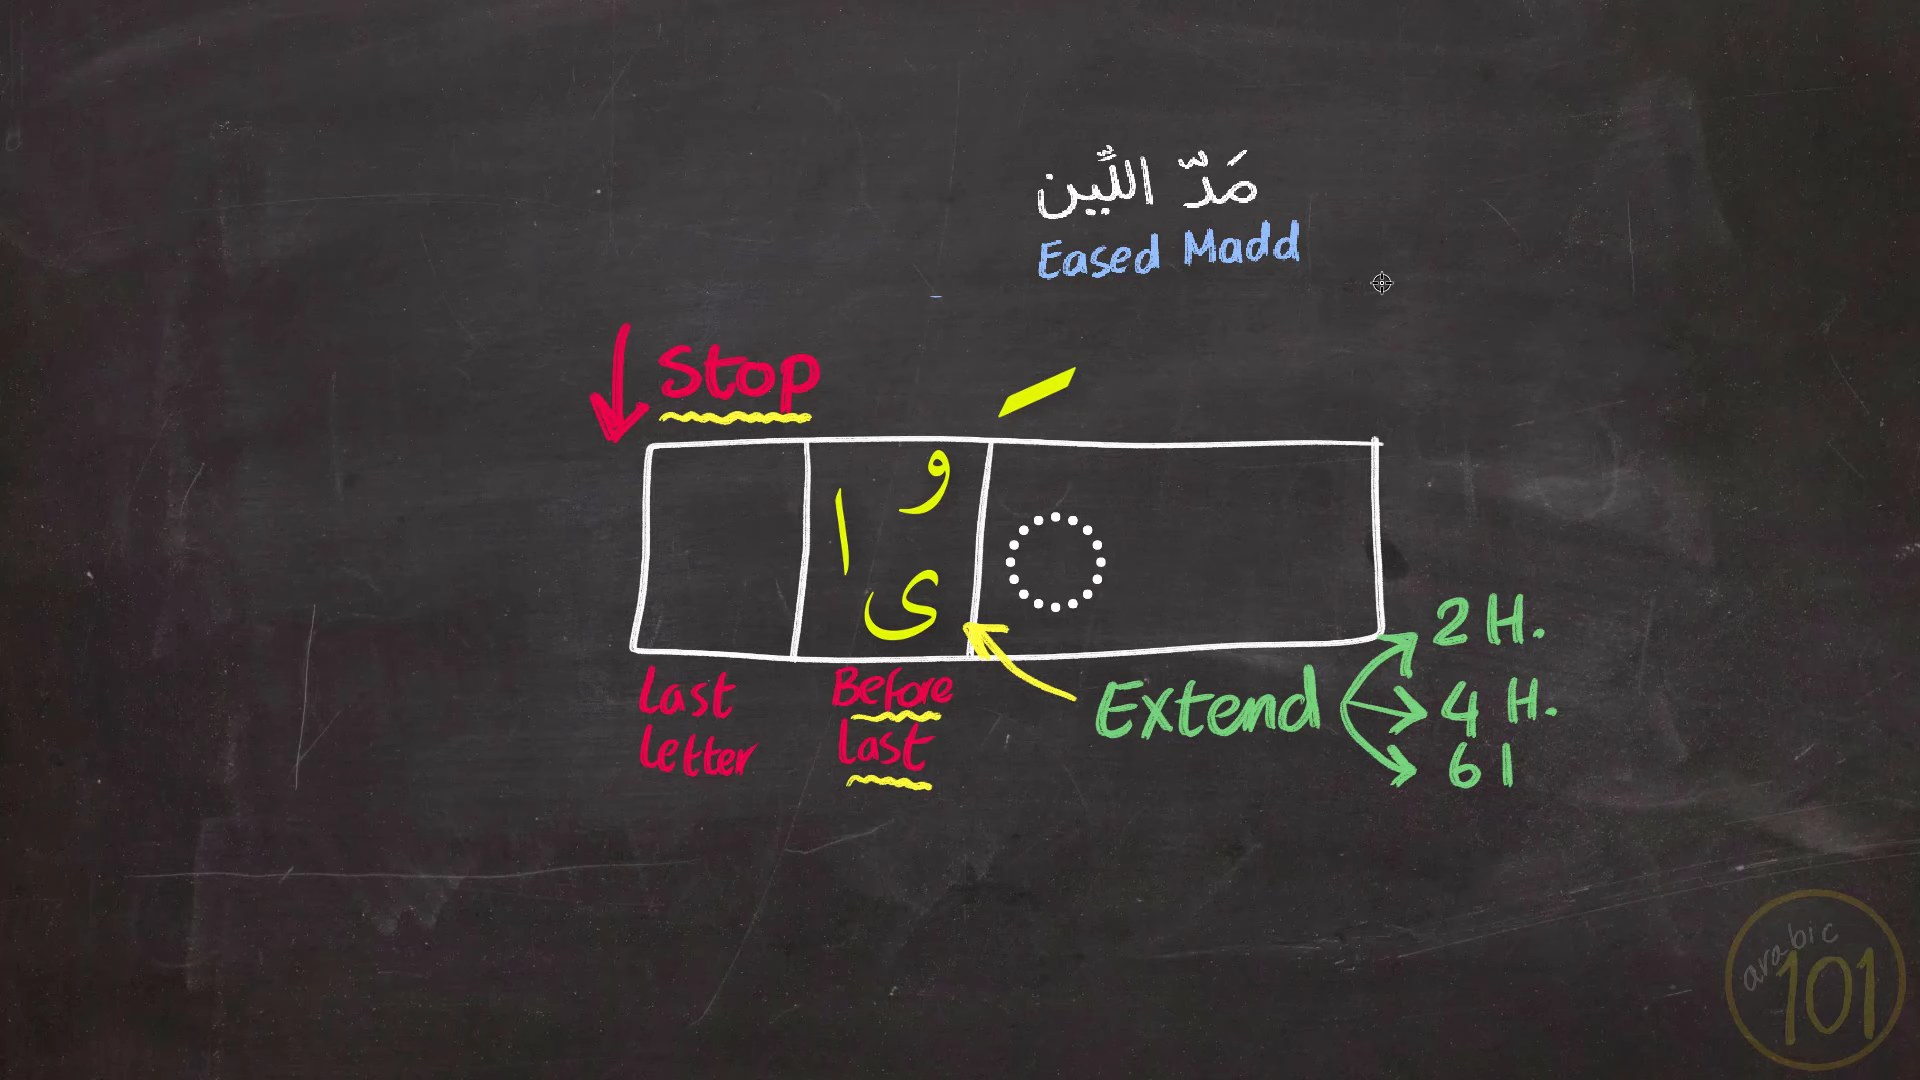 مَدّ اللِّين
Eased Madd
Stop
و
ا
ى
Last
letter
Before
last
Extend
2 H.
4 H.
6
arabic
101